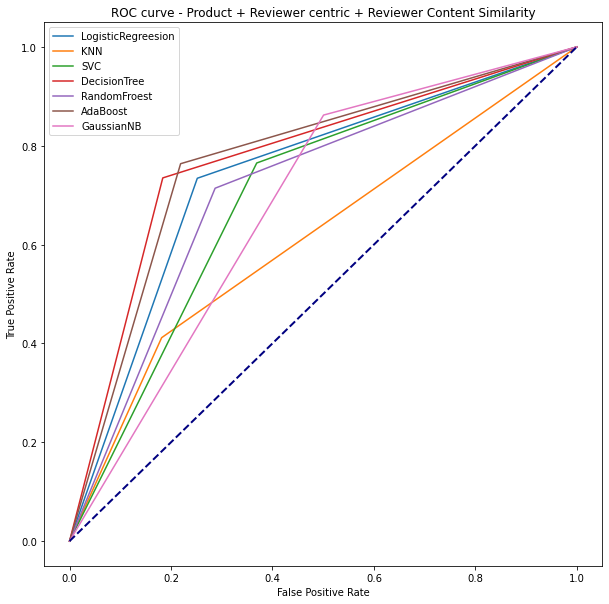 ROC curve - Product + Reviewer centric + Reviewer Content Similarity
LogisticRegreesion
KNN
SVC
DecisionTree
RandomFroest
AdaBoost
GaussianNB
1.0
0.8
0.6
0.4
0.2
0.0
True Positive Rate
0.0 0.2 0.4 0.6 0.8 1.0
False Positive Rate